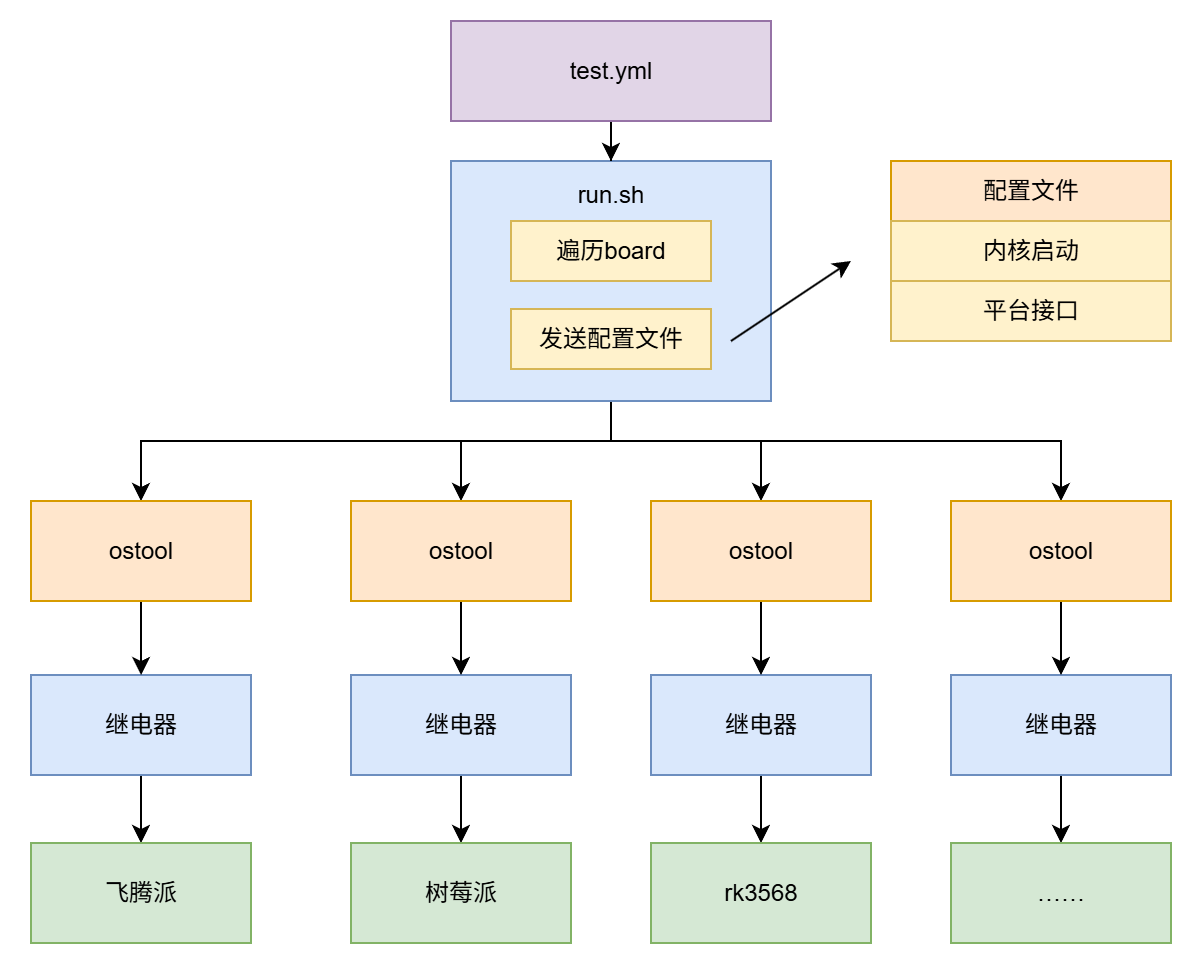 test.yml
run.sh
遍历board
发送配置文件
配置文件
内核启动
平台接口
ostool
ostool
ostool
ostool
继电器
继电器
继电器
继电器
飞腾派
树莓派
rk3568
……